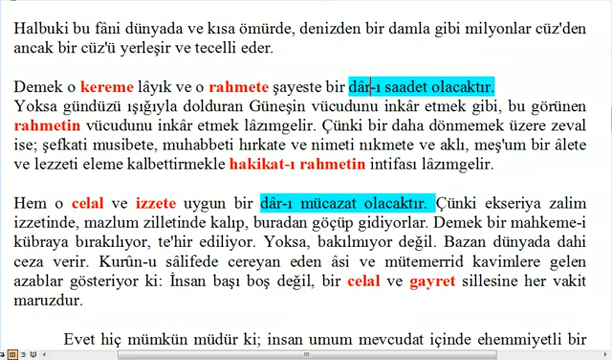 Halbuki bu fâni dünyada ve kısa ömürde, denizden bir damla gibi milyonlar cüz'den
ancak bir cüz'ü yerleşir ve tecelli eder.
Demek o kereme lâyık ve o rahmete şayeste bir dâr-ı saadet olacaktır.
Yoksa gündüzü ışığıyla dolduran Güneşin vücudunu inkâr etmek gibi, bu görünen
rahmetin vücudunu inkâr etmek lâzımgelir. Çünki bir daha dönmemek üzere zeval
ise; şefkati musibete, muhabbeti hırkate ve nimeti nıkmete ve aklı, meş'um bir âlete
ve lezzeti eleme kalbettirmekle hakikat-ı rahmetin intifası lâzımgelir.
Hem o celal ve izzete uygun bir dâr-ı mücazat olacaktır. Çünki ekseriya zalim
izzetinde, mazlum zilletinde kalıp, buradan göçüp gidiyorlar. Demek bir mahkeme-i
kübraya bırakılıyor, te'hir ediliyor. Yoksa, bakılmıyor değil. Bazan dünyada dahi
ceza verir. Kurûn-u sâlifede cereyan eden âsi ve mütemerrid kavimlere gelen
azablar gösteriyor ki: İnsan başı boş değil, bir celal ve gayret sillesine her vakit
maruzdur.
Evet hiç mümkün müdür ki; insan umum mevcudat içinde ehemmiyetli bir